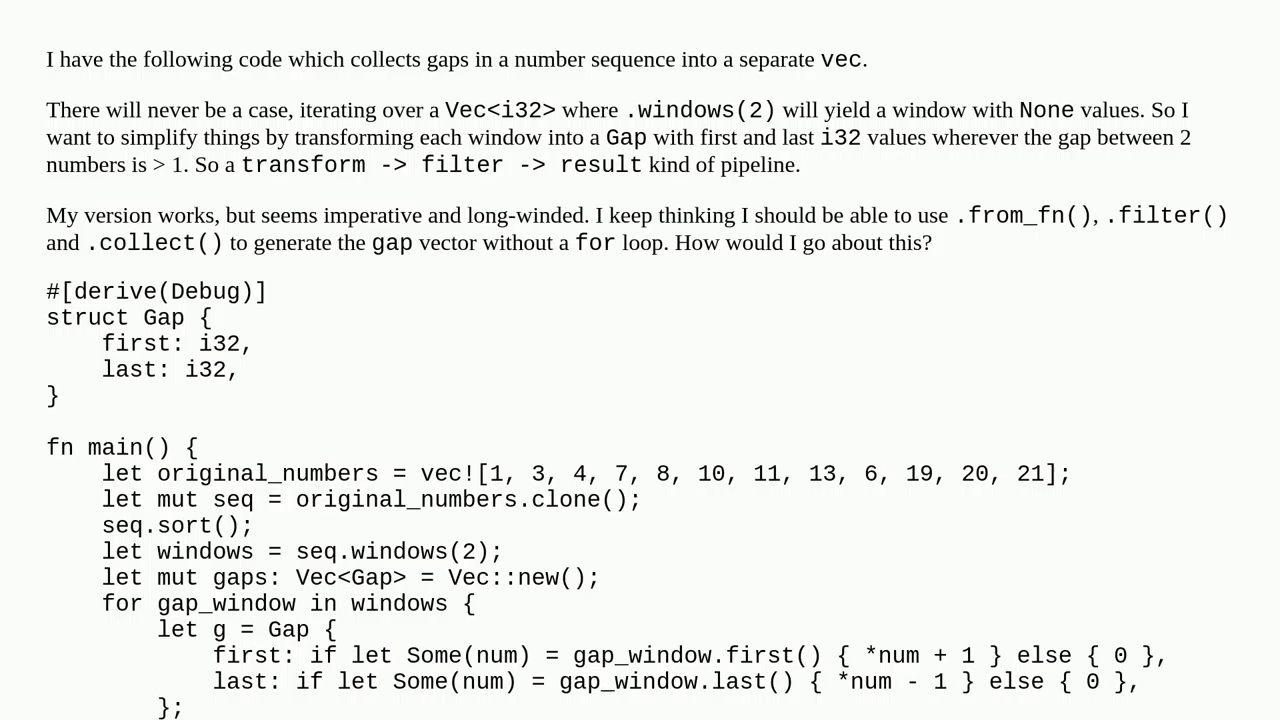 I have the following code which collects gaps in a number sequence into a separate vec.
There will never be a case, iterating over a Vec<i32> where .windows(2) will yield a window with None values. So I
want to simplify things by transforming each window into a Gap with first and last i32 values wherever the gap between 2
numbers is > 1. So a transform -> filter -> result kind of pipeline.
My version works, but seems imperative and long-winded. I keep thinking I should be able to use .from_fn(), .filter()
and .collect() to generate the gap vector without a for loop. How would I go about this?
#[derive(Debug)]
struct Gap {
    first: i32,
    last: i32,
}
fn main() {
    let original_numbers = vec![1, 3, 4, 7, 8, 10, 11, 13, 6, 19, 20, 21];
    let mut seq = original_numbers.clone();
    seq.sort();
    let windows = seq.windows(2);
    let mut gaps: Vec<Gap> = Vec::new();
    for gap_window in windows {
        let g = Gap {
            first: if let Some(num) = gap_window.first() { *num + 1 } else { 0 },
            last: if let Some(num) = gap_window.last() { *num - 1 } else { 0 },
        };